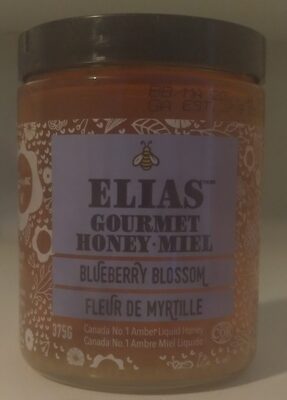 ELIAS™
GOURMET
HONEY·MIEL
BLUEBERRY BLOSSOM
FLEUR DE MYRTILLE
375G
Canada No 1 Amber Liquid Honey
Canada No 1 Ambre Miel Liquide